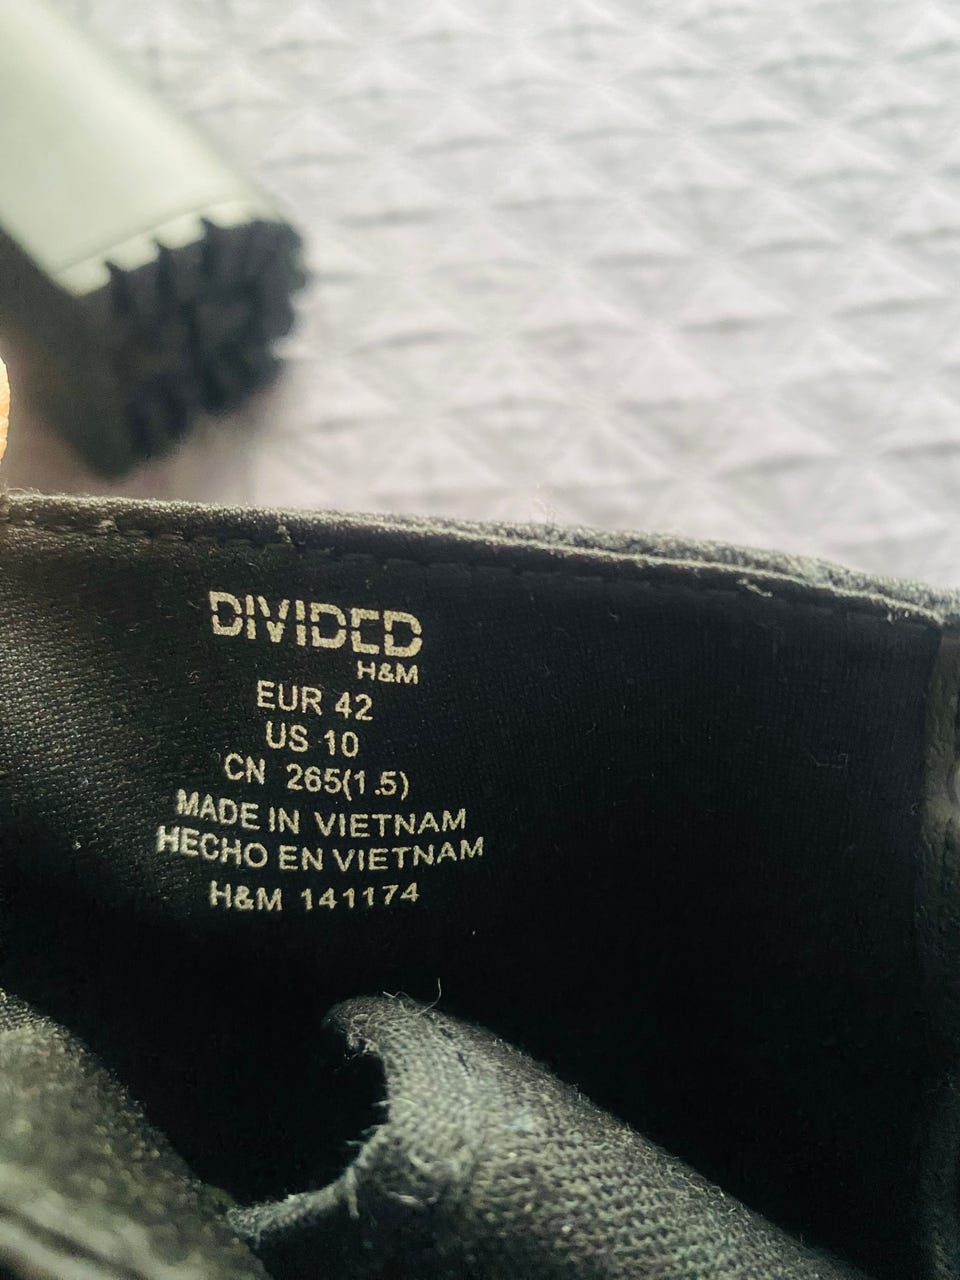 DIVIDED
H&M
EUR 42
US 10
CN 265(1.5)
MADE IN VIETNAM
HECHO EN VIETNAM
H&M 141174